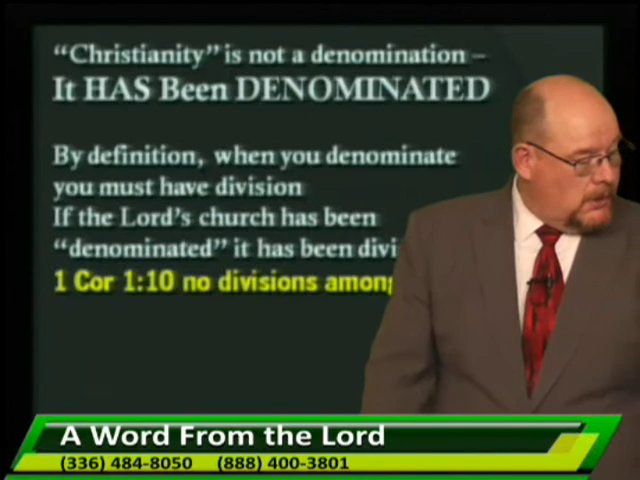 “Christianity” is not a denomination –
It HAS Been DENOMINATED
By definition, when you denominate
you must have division
If the Lord’s church has been
“denominated” it has been
1 Cor 1:10 no divisions
A Word From the Lord
(336) 484-8050 (888) 400-3801